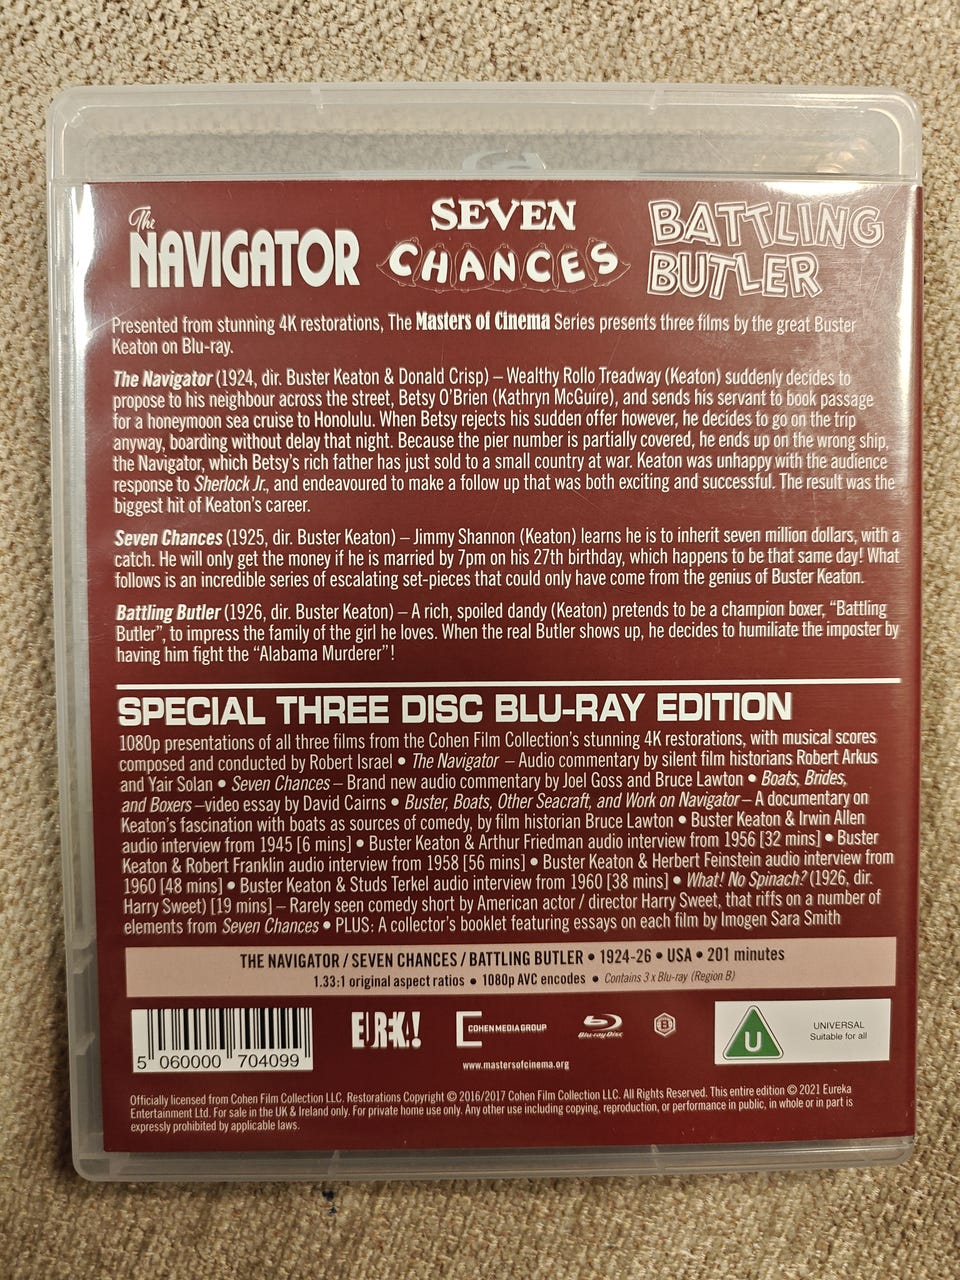 The
NAVIGATOR
SEVEN
CHANCES
BATTLING
BUTLER
Presented from stunning 4K restorations, The Masters of Cinema Series presents three films by the great Buster
Keaton on Blu-ray.
The Navigator (1924, dir. Buster Keaton & Donald Crisp) – Wealthy Rollo Treadway (Keaton) suddenly decides to
propose to his neighbour across the street, Betsy O'Brien (Kathryn McGuire), and sends his servant to book passage
for a honeymoon sea cruise to Honolulu. When Betsy rejects his sudden offer however, he decides to go on the trip
anyway, boarding without delay that night. Because the pier number is partially covered, he ends up on the wrong ship,
the Navigator, which Betsy's rich father has just sold to a small country at war. Keaton was unhappy with the audience
response to Sherlock Jr., and endeavoured to make a follow up that was both exciting and successful. The result was the
biggest hit of Keaton's career.
Seven Chances (1925, dir. Buster Keaton) – Jimmy Shannon (Keaton) learns he is to inherit seven million dollars, with a
catch. He will only get the money if he is married by 7pm on his 27th birthday, which happens to be that same day! What
follows is an incredible series of escalating set-pieces that could only have come from the genius of Buster Keaton.
Battling Butler (1926, dir. Buster Keaton) – A rich, spoiled dandy (Keaton) pretends to be a champion boxer, "Battling
Butler", to impress the family of the girl he loves. When the real Butler shows up, he decides to humiliate the imposter by
having him fight the "Alabama Murderer"!
SPECIAL THREE DISC BLU-RAY EDITION
1080p presentations of all three films from the Cohen Film Collection's stunning 4K restorations, with musical scores
composed and conducted by Robert Israel • The Navigator – Audio commentary by silent film historians Robert Arkus
and Yair Solan • Seven Chances – Brand new audio commentary by Joel Goss and Bruce Lawton • Boats, Brides,
and Boxers –video essay by David Cairns • Buster, Boats, Other Seacraft, and Work on Navigator – A documentary on
Keaton's fascination with boats as sources of comedy, by film historian Bruce Lawton • Buster Keaton & Irwin Allen
audio interview from 1945 [6 mins] • Buster Keaton & Arthur Friedman audio interview from 1956 [32 mins] • Buster
Keaton & Robert Franklin audio interview from 1958 [56 mins] • Buster Keaton & Herbert Feinstein audio interview from
1960 [48 mins] • Buster Keaton & Studs Terkel audio interview from 1960 [38 mins] • What! No Spinach? (1926, dir.
Harry Sweet) [19 mins] – Rarely seen comedy short by American actor / director Harry Sweet, that riffs on a number of
elements from Seven Chances • PLUS: A collector's booklet featuring essays on each film by Imogen Sara Smith
THE NAVIGATOR / SEVEN CHANCES / BATTLING BUTLER • 1924-26 • USA • 201 minutes
1.33:1 original aspect ratios • 1080p AVC encodes • Contains 3 x Blu-ray (Region B)
5 060000 704099
EUREKA!
COHEN MEDIA GROUP
Blu-ray Disc
B
U
UNIVERSAL
Suitable for all
www.mastersofcinema.org
Officially licensed from Cohen Film Collection LLC. Restorations Copyright © 2016/2017 Cohen Film Collection LLC. All Rights Reserved. This entire edition © 2021 Eureka
Entertainment Ltd. For sale in the UK & Ireland only. For private home use only. Any other use including copying, reproduction, or performance in public, in whole or in part is
expressly prohibited by applicable laws.